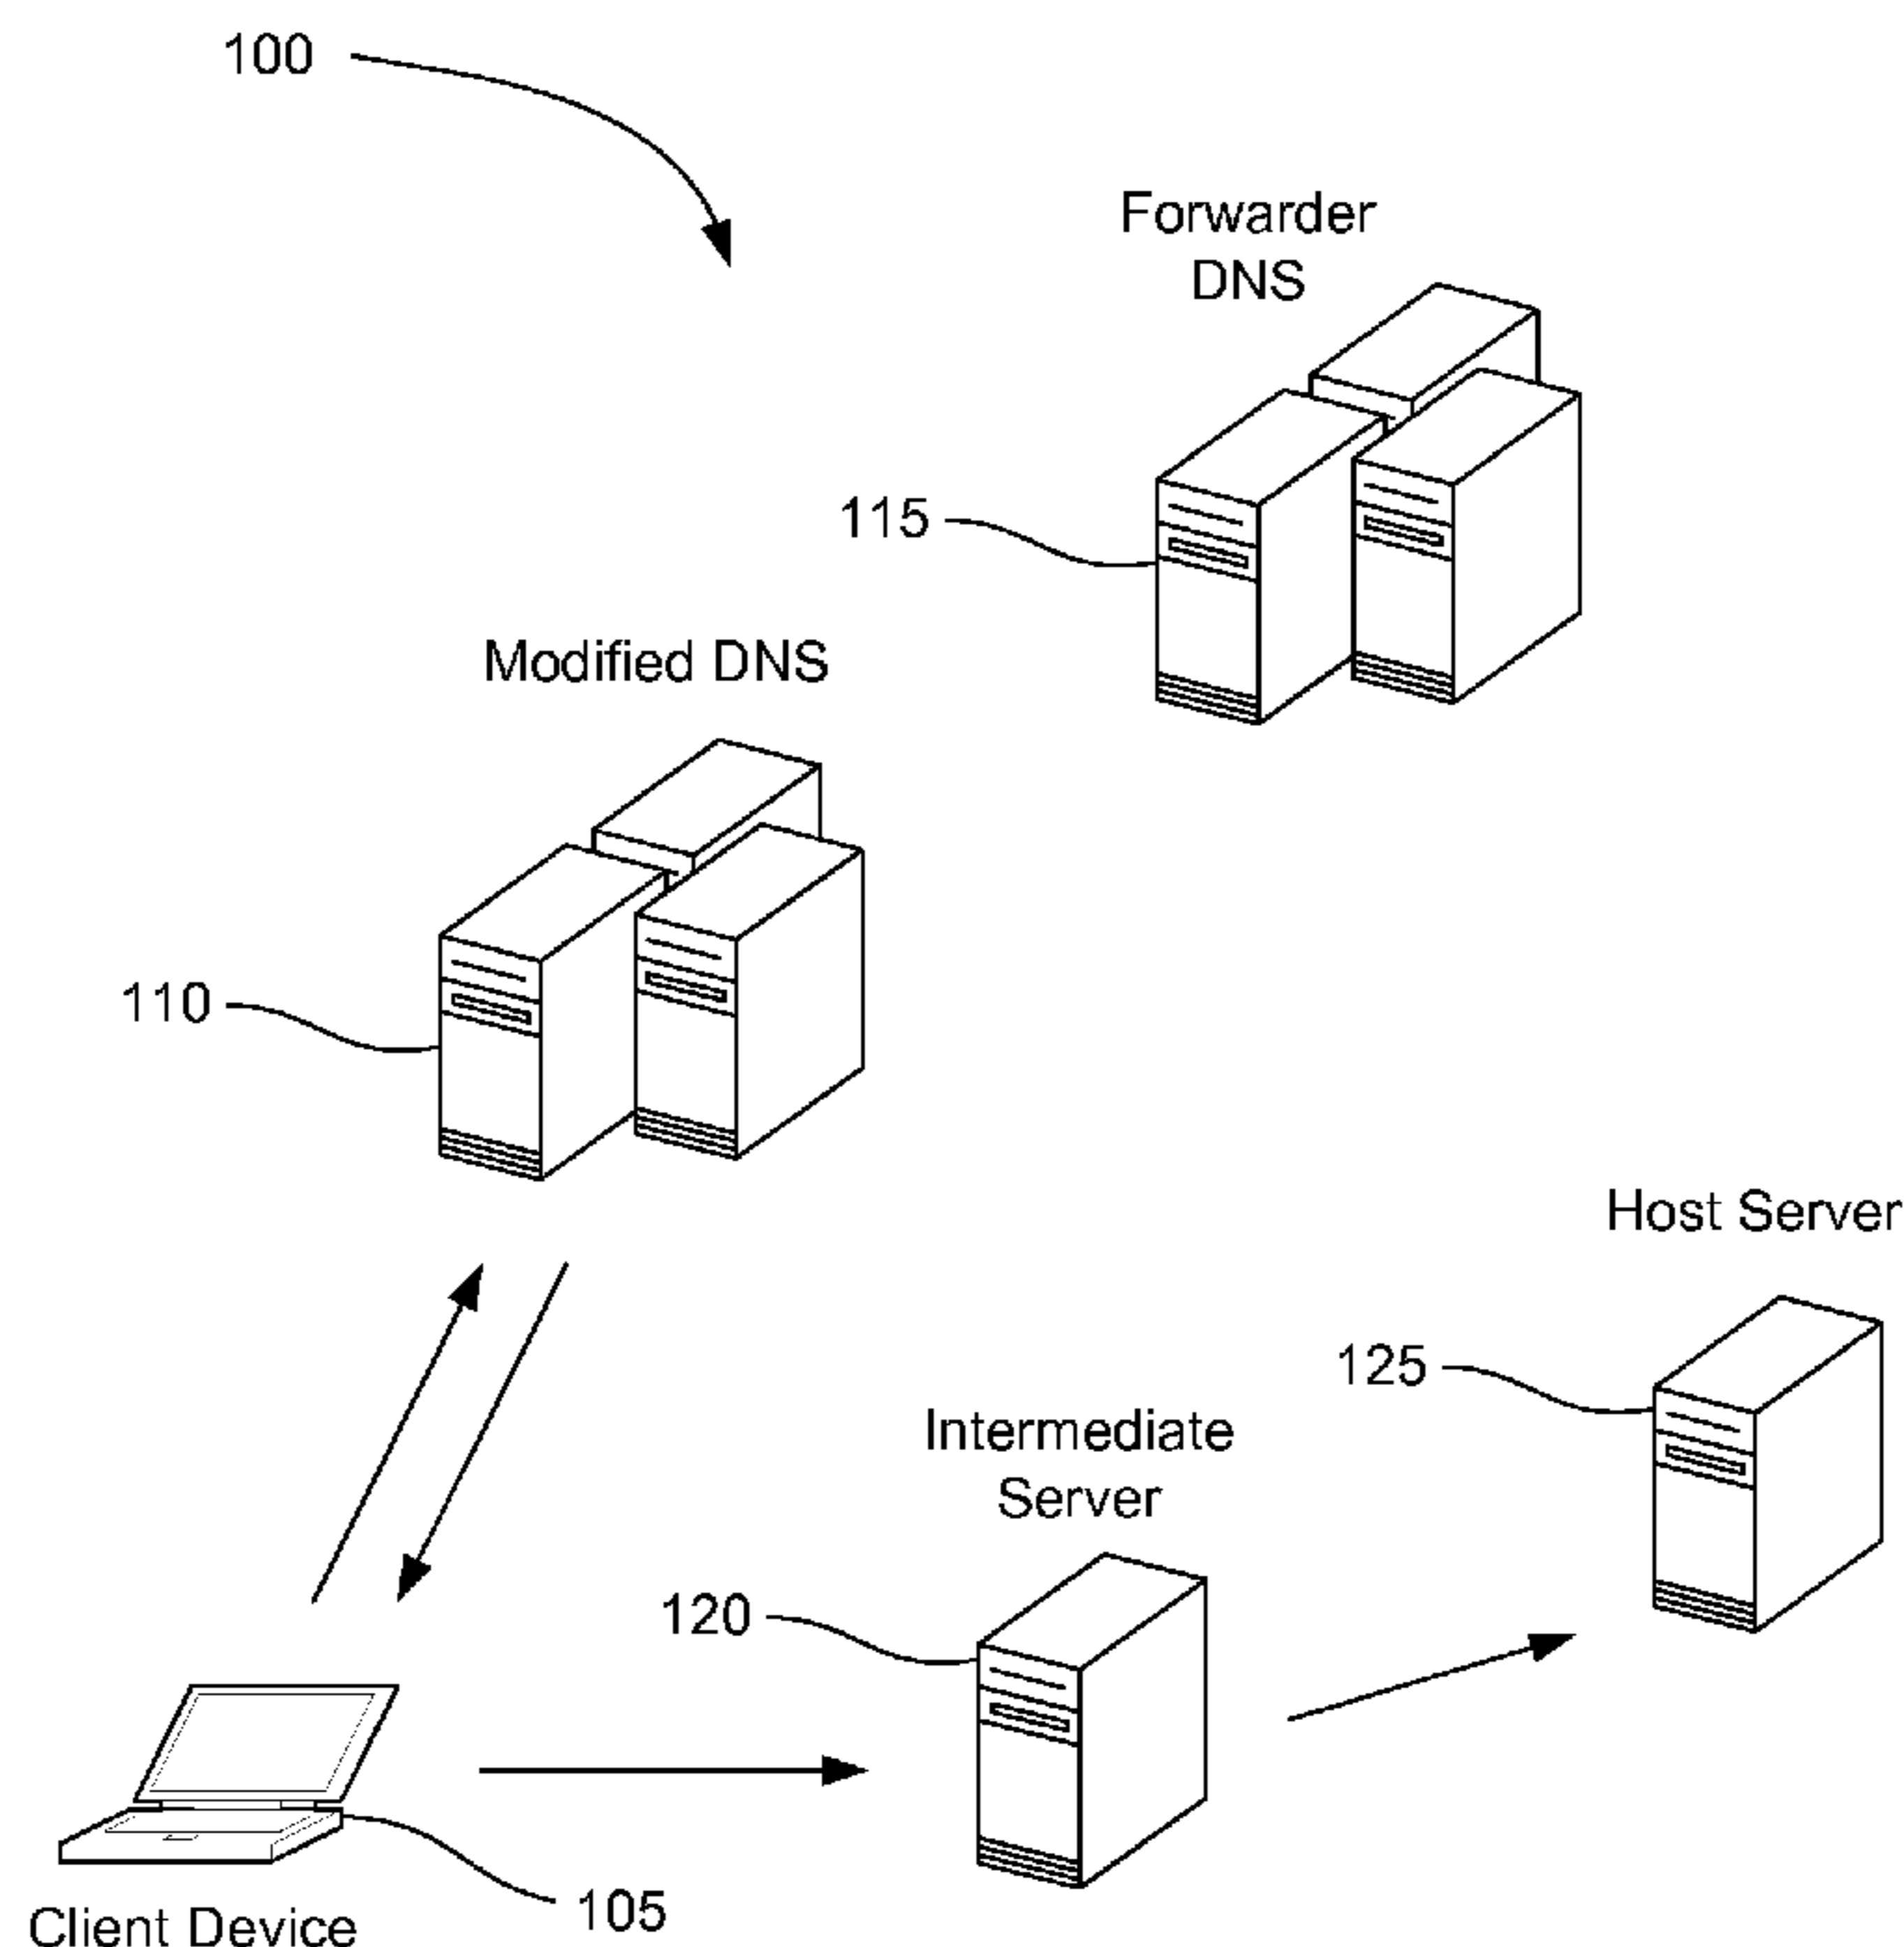 100
Forwarder
DNS
115
Modified DNS
110
Host Server
125
Intermediate
Server
120
105
Client Device